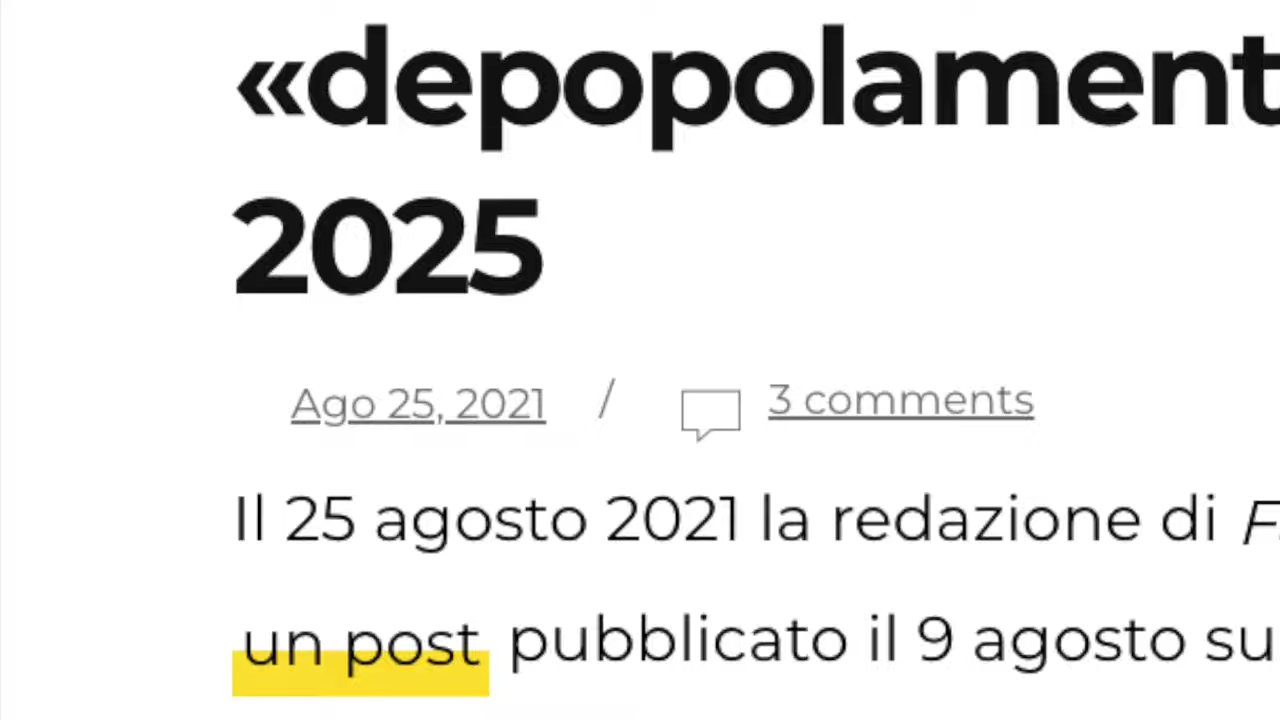 «depopolament
2025
Ago 25, 2021 / 3 comments
Il 25 agosto 2021 la redazione di F
un post pubblicato il 9 agosto su